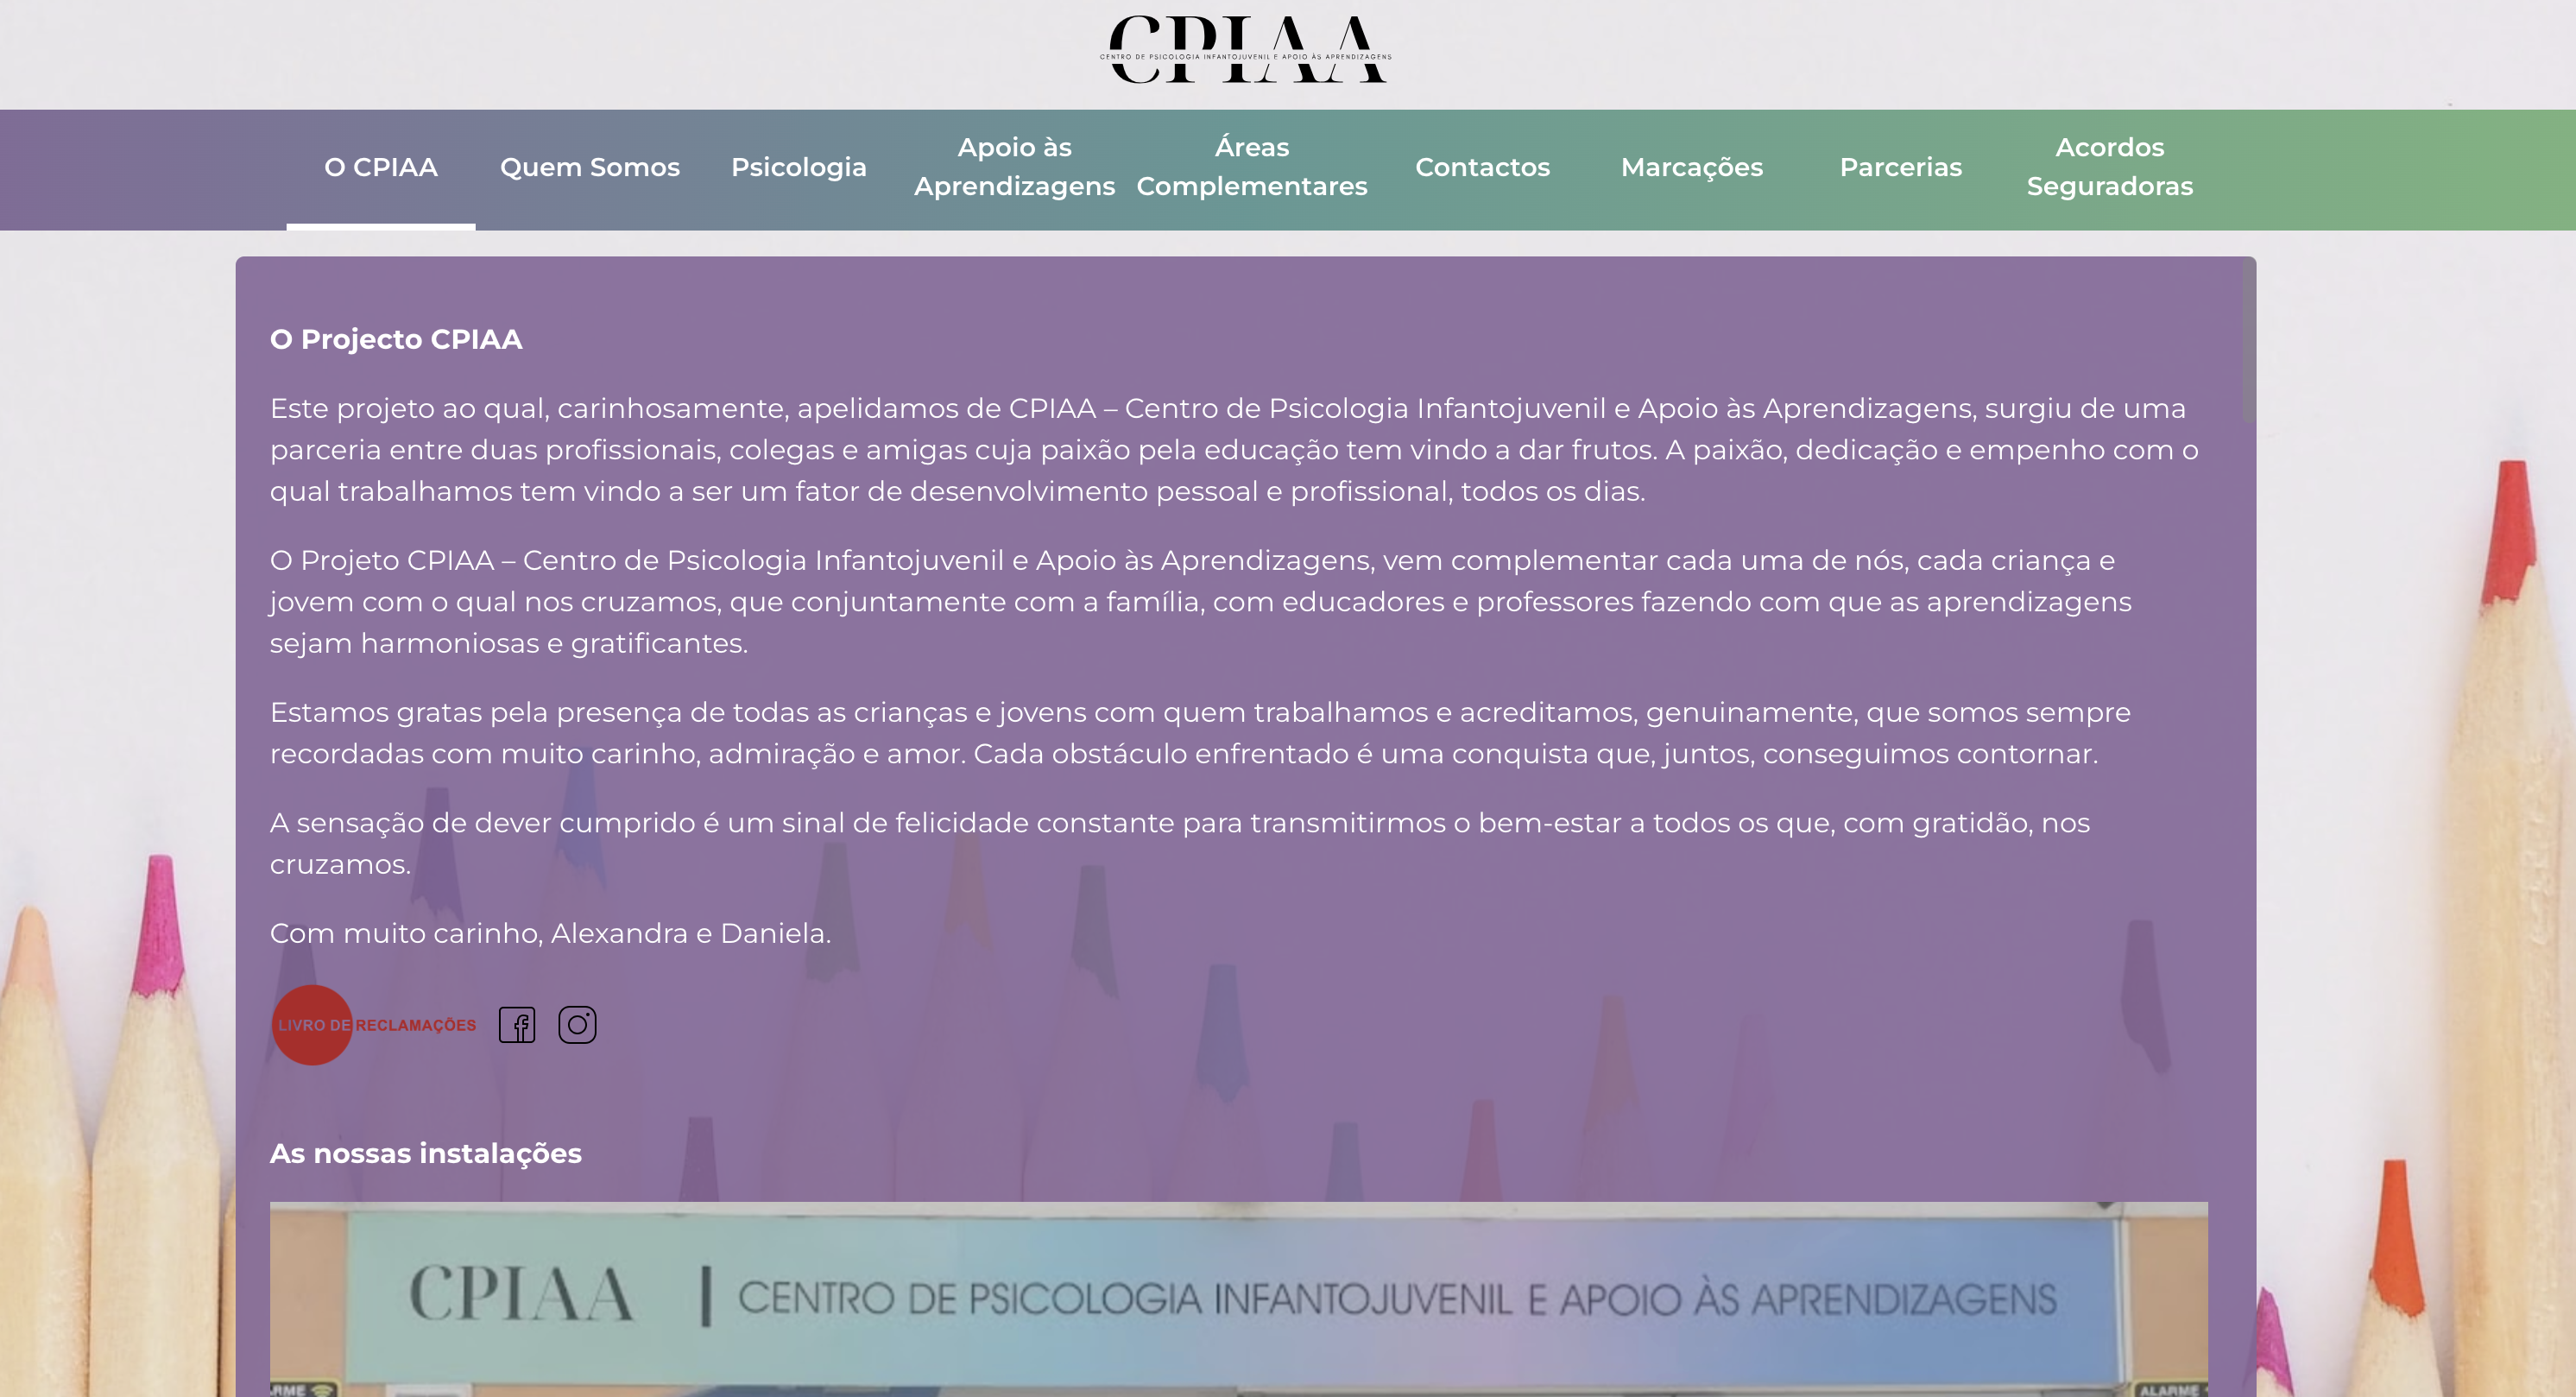 CPIAA
CENTRO DE PSICOLOGIA INFANTOJUVENIL E APOIO ÀS APRENDIZAGENS
O CPIAA
Quem Somos
Psicologia
Apoio às
Aprendizagens
Áreas
Complementares
Contactos
Marcações
Parcerias
Acordos
Seguradoras
O Projecto CPIAA
Este projeto ao qual, carinhosamente, apelidamos de CPIAA – Centro de Psicologia Infantojuvenil e Apoio às Aprendizagens, surgiu de uma
parceria entre duas profissionais, colegas e amigas cuja paixão pela educação tem vindo a dar frutos. A paixão, dedicação e empenho com o
qual trabalhamos tem vindo a ser um fator de desenvolvimento pessoal e profissional, todos os dias.
O Projeto CPIAA – Centro de Psicologia Infantojuvenil e Apoio às Aprendizagens, vem complementar cada uma de nós, cada criança e
jovem com o qual nos cruzamos, que conjuntamente com a família, com educadores e professores fazendo com que as aprendizagens
sejam harmoniosas e gratificantes.
Estamos gratas pela presença de todas as crianças e jovens com quem trabalhamos e acreditamos, genuinamente, que somos sempre
recordadas com muito carinho, admiração e amor. Cada obstáculo enfrentado é uma conquista que, juntos, conseguimos contornar.
A sensação de dever cumprido é um sinal de felicidade constante para transmitirmos o bem-estar a todos os que, com gratidão, nos
cruzamos.
Com muito carinho, Alexandra e Daniela.
LIVRO DE RECLAMAÇÕES
As nossas instalações
CPIAA | CENTRO DE PSICOLOGIA INFANTOJUVENIL E APOIO ÀS APRENDIZAGENS
ALARME